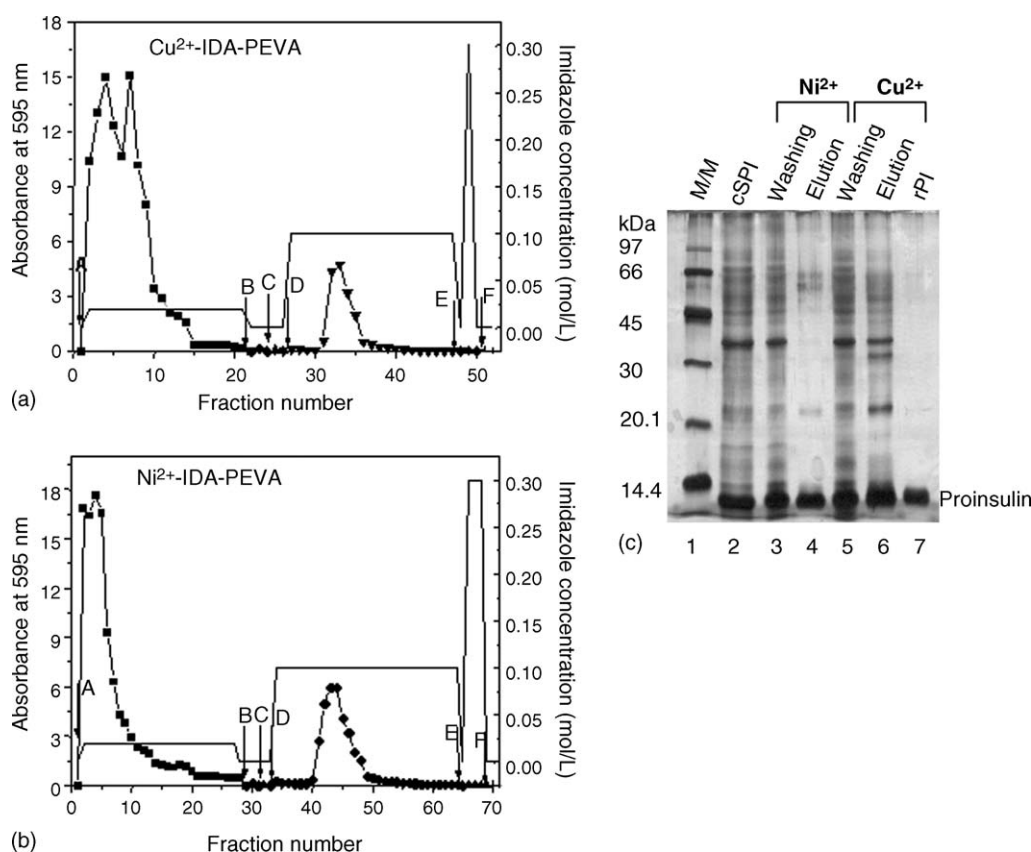 Cu²⁺-IDA-PEVA
Absorbance at 595 nm
18
15
12
9
6
3
0
0.30
0.25
0.20
0.15
0.10
0.05
0.00
Imidazole concentration (mol/L)
A
B
C
D
E
F
0 10 20 30 40 50
Fraction number
(a)
Ni²⁺-IDA-PEVA
Absorbance at 595 nm
18
15
12
9
6
3
0
0.30
0.25
0.20
0.15
0.10
0.05
0.00
Imidazole concentration (mol/L)
A
B
C
D
E
F
0 10 20 30 40 50 60 70
Fraction number
(b)
Ni²⁺ Cu²⁺
M/M cSPI Washing Elution Washing Elution rPI
kDa
97
66
45
30
20.1
14.4
Proinsulin
(c) 1 2 3 4 5 6 7